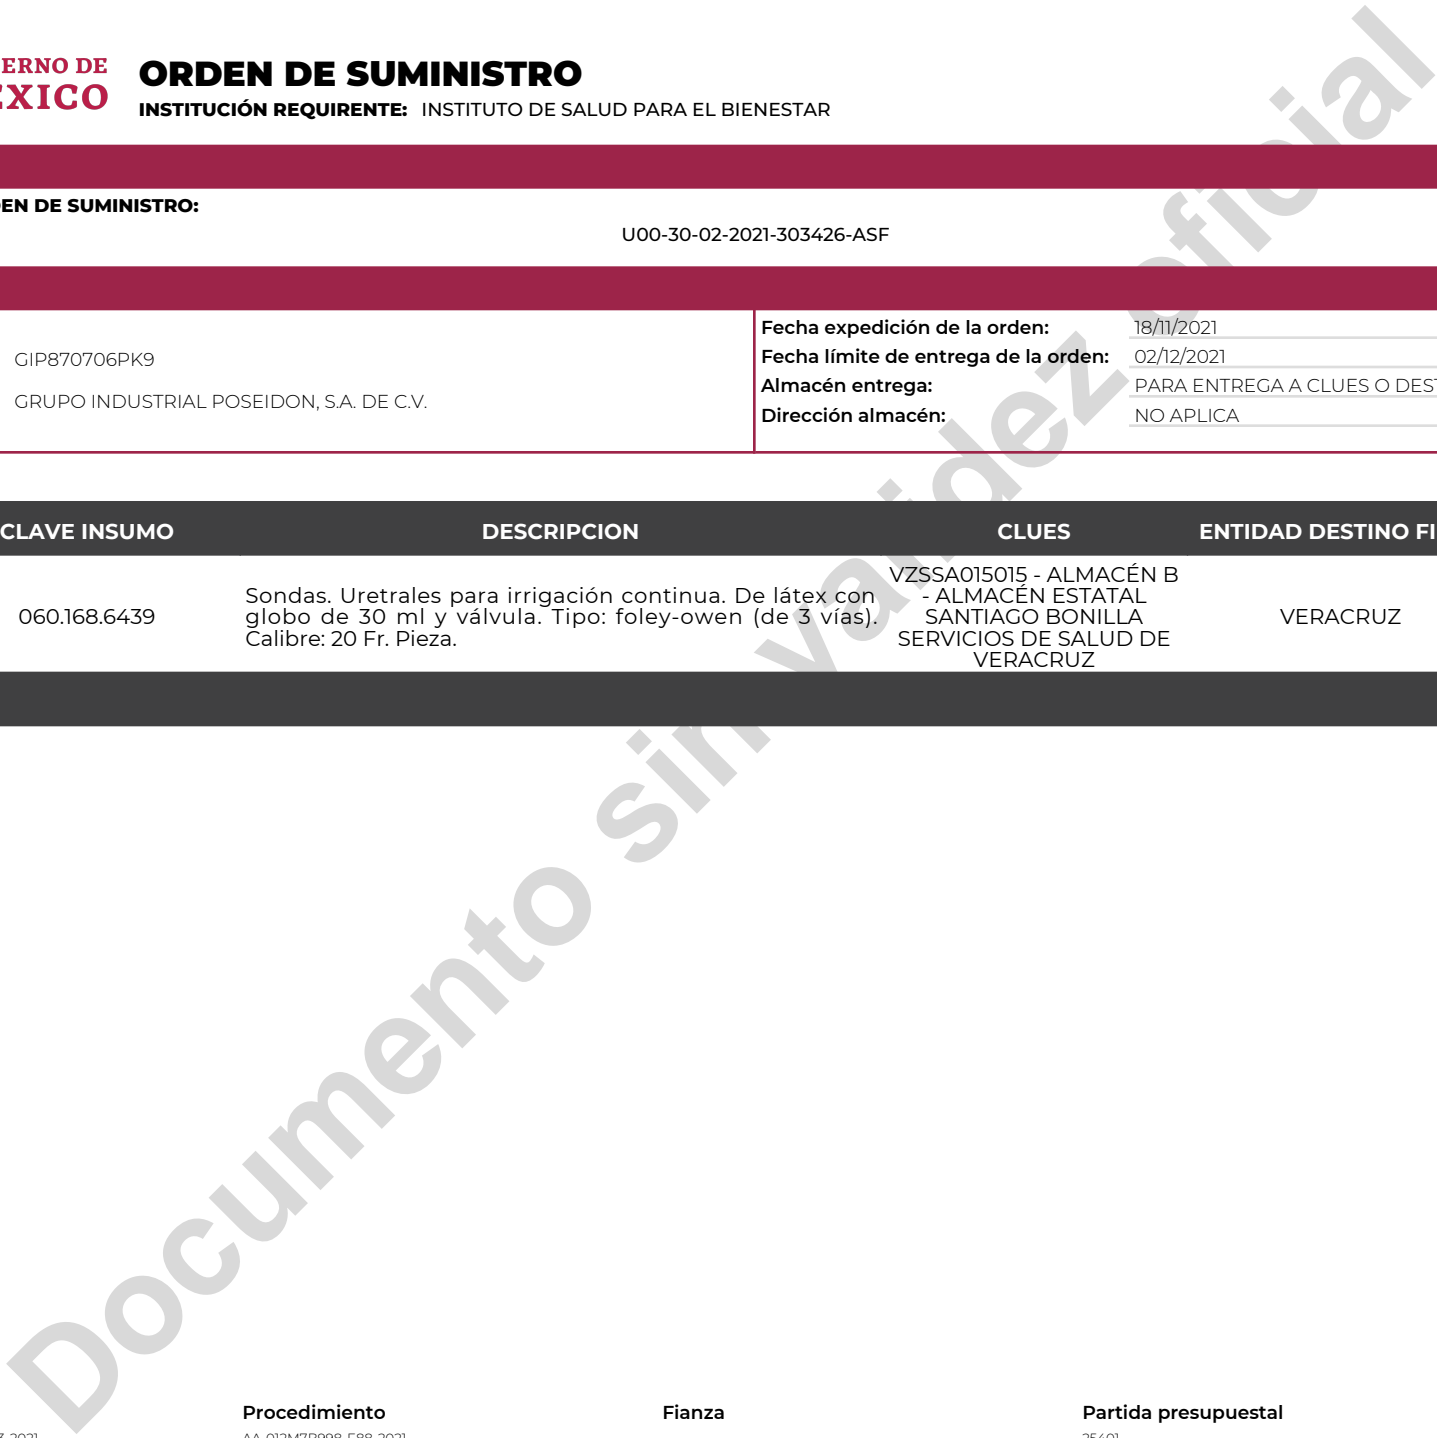 ERNO DE
EXICO
ORDEN DE SUMINISTRO
INSTITUCIÓN REQUIRENTE: INSTITUTO DE SALUD PARA EL BIENESTAR
EN DE SUMINISTRO:
U00-30-02-2021-303426-ASF
GIP870706PK9
GRUPO INDUSTRIAL POSEIDON, S.A. DE C.V.
Fecha expedición de la orden: 18/11/2021
Fecha límite de entrega de la orden: 02/12/2021
Almacén entrega: PARA ENTREGA A CLUES O DEST
Dirección almacén: NO APLICA
CLAVE INSUMO DESCRIPCION CLUES ENTIDAD DESTINO FI
060.168.6439
Sondas. Uretrales para irrigación continua. De látex con
globo de 30 ml y válvula. Tipo: foley-owen (de 3 vías).
Calibre: 20 Fr. Pieza.
VZSSA015015 - ALMACÉN B
- ALMACÉN ESTATAL
SANTIAGO BONILLA
SERVICIOS DE SALUD DE
VERACRUZ
VERACRUZ
Documento sin validez oficial
Procedimiento Fianza Partida presupuestal